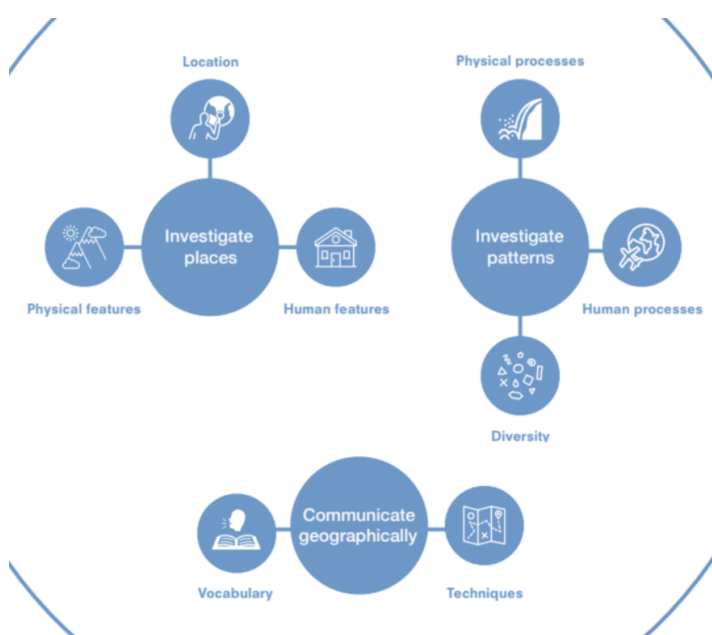 Location
Investigate
places
Physical features
Human features
Physical processes
Investigate
patterns
Human processes
Diversity
Communicate
geographically
Vocabulary
Techniques